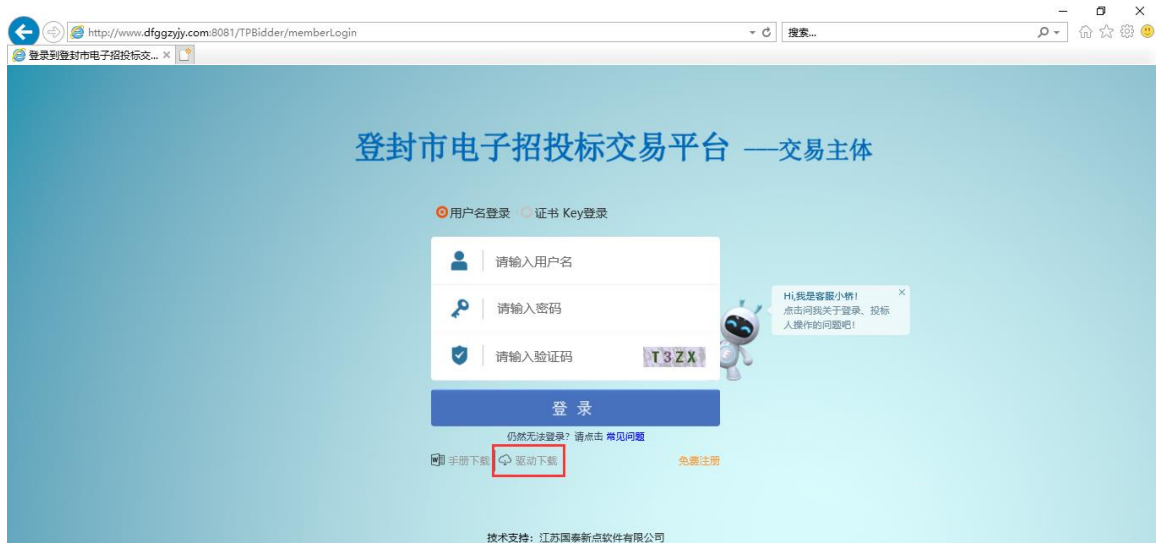 http://www.dfggzyjy.com:8081/TPBidder/memberLogin
搜索...
登录到登封市电子招投标交... ×
登封市电子招投标交易平台 —交易主体
用户名登录 证书 Key登录
请输入用户名
请输入密码
请输入验证码 T3ZX
Hi,我是客服小桥! ×
点击问我关于登录、投标
人操作的问题吧!
登 录
仍然无法登录?请点击 常见问题
手册下载 驱动下载 免费注册
技术支持:江苏国泰新点软件有限公司